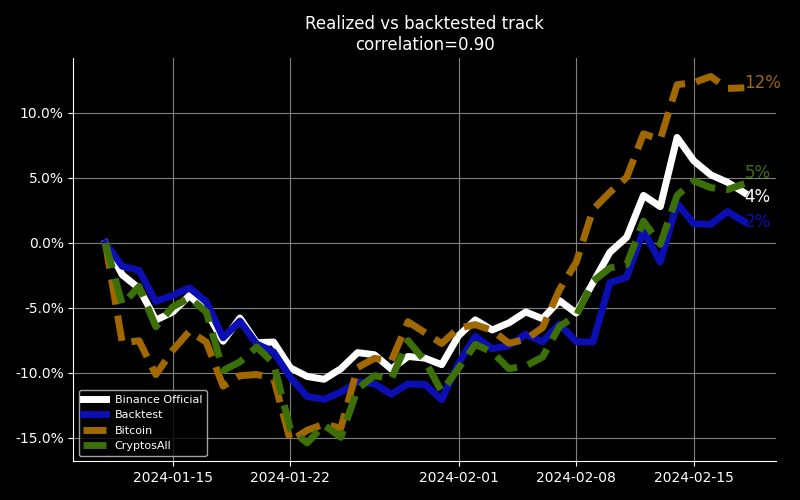 Realized vs backtested track
correlation=0.90
10.0%
5.0%
0.0%
-5.0%
-10.0%
-15.0%
12%
5%
4%
2%
Binance Official
Backtest
Bitcoin
CryptosAll
2024-01-15
2024-01-22
2024-02-01
2024-02-08
2024-02-15